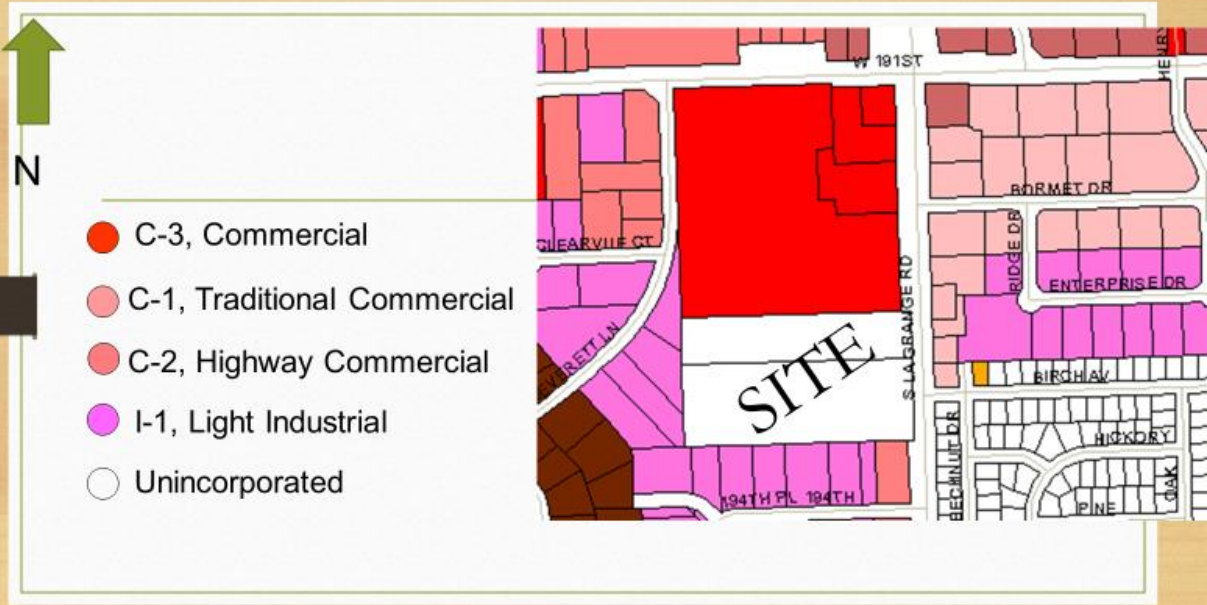 N
C-3, Commercial
C-1, Traditional Commercial
C-2, Highway Commercial
I-1, Light Industrial
Unincorporated
W 191ST
HENRY
BORMET DR
CLEARVIEW CT
RIDGE DR
ENTERPRISE DR
S LAGRANGE RD
EVERETT LN
SITE
BIRCH AV
BEECHNUT DR
HICKORY
OAK
194TH PL 194TH
PINE